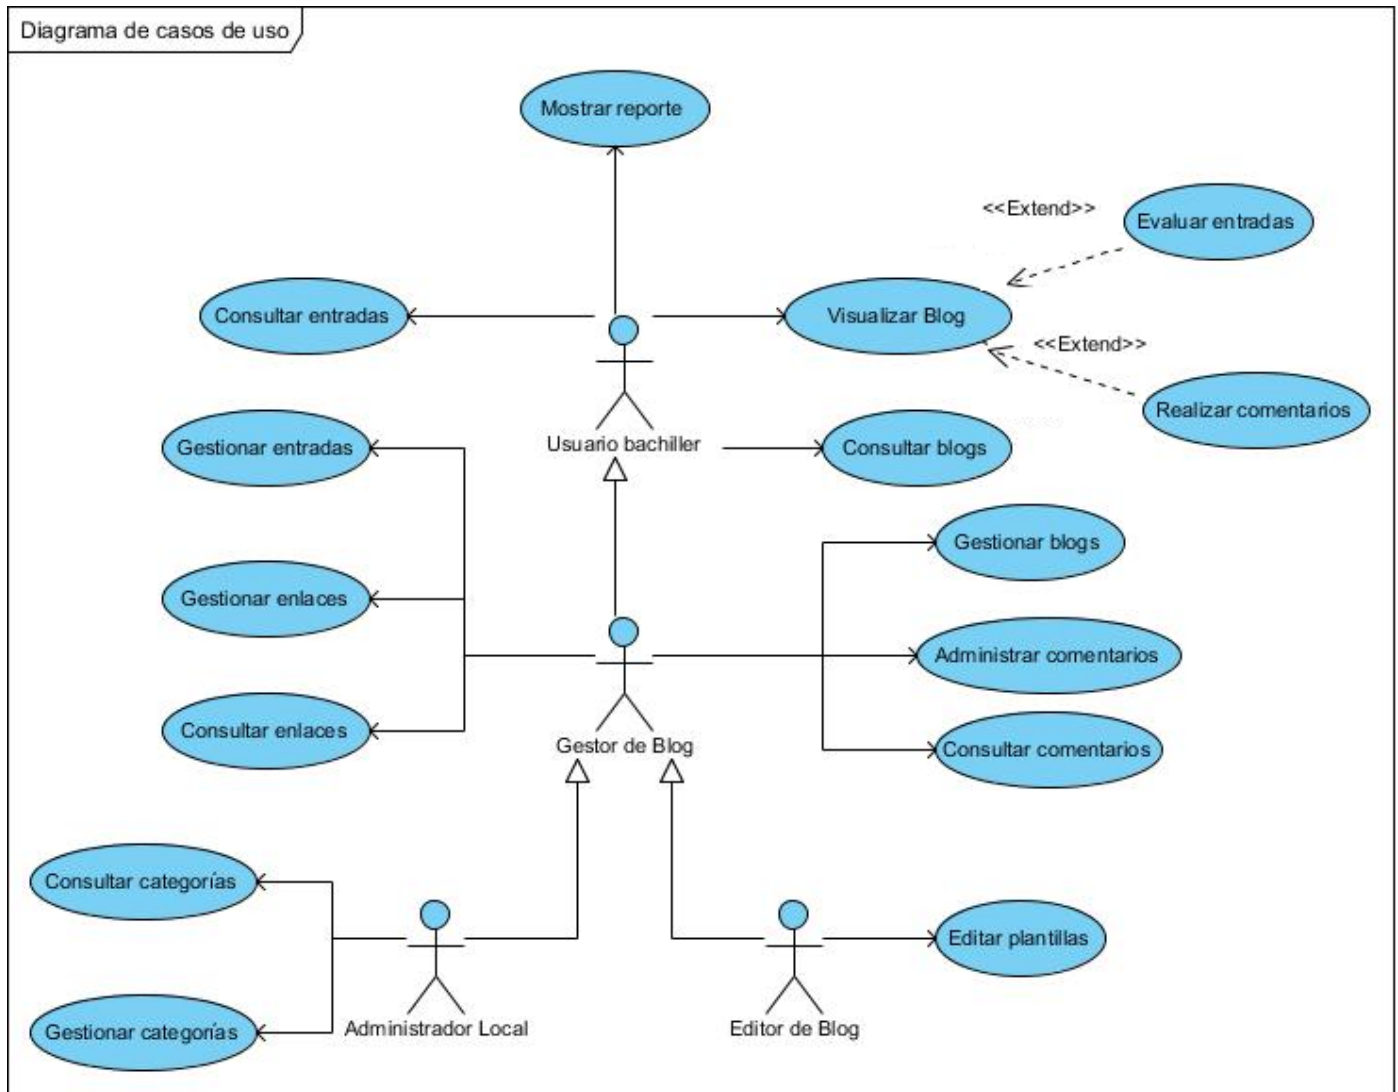 Diagrama de casos de uso
Mostrar reporte
<<Extend>>
Evaluar entradas
Consultar entradas
Visualizar Blog
<<Extend>>
Realizar comentarios
Usuario bachiller
Gestionar entradas
Consultar blogs
Gestionar blogs
Gestionar enlaces
Administrar comentarios
Consultar enlaces
Gestor de Blog
Consultar comentarios
Consultar categorías
Editar plantillas
Gestionar categorías
Administrador Local
Editor de Blog